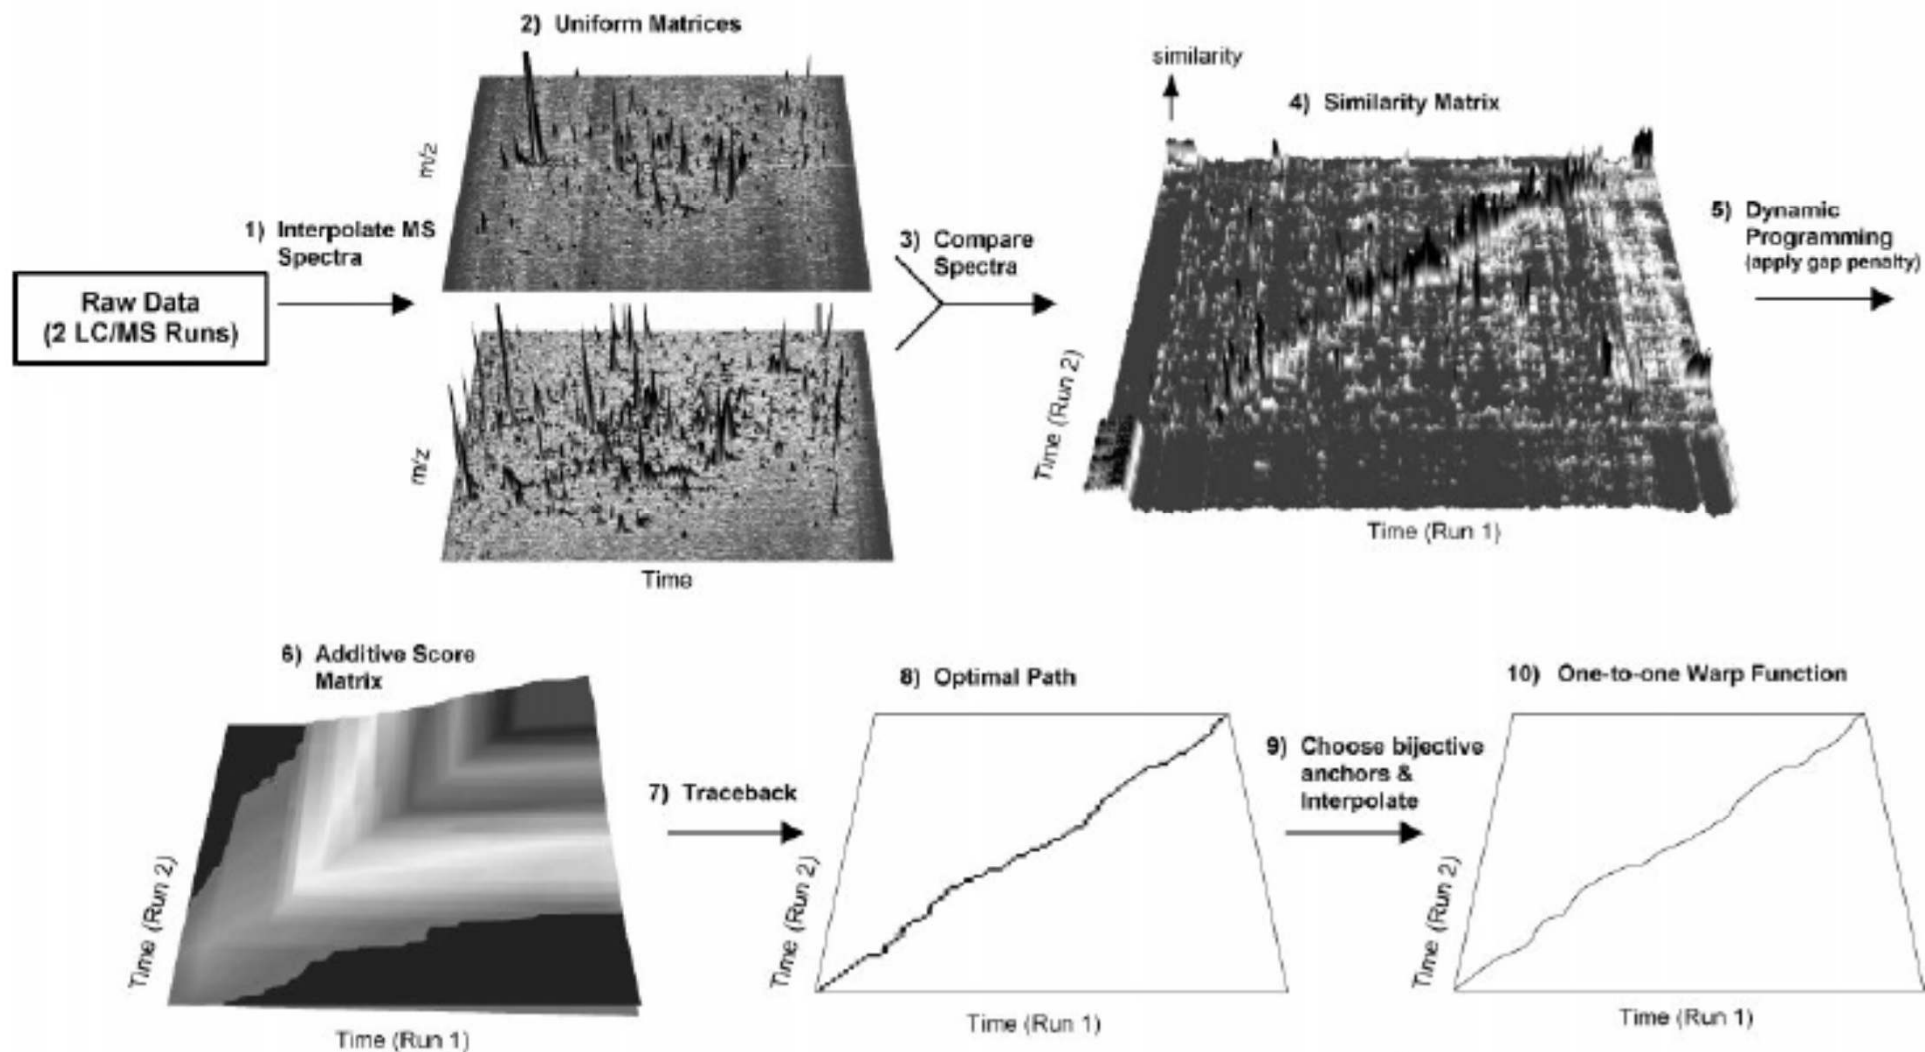 2) Uniform Matrices
m/z
1) Interpolate MS
Spectra
Raw Data
(2 LC/MS Runs)
m/z
Time
3) Compare
Spectra
similarity
4) Similarity Matrix
Time (Run 2)
Time (Run 1)
5) Dynamic
Programming
(apply gap penalty)
6) Additive Score
Matrix
Time (Run 2)
Time (Run 1)
7) Traceback
8) Optimal Path
Time (Run 2)
Time (Run 1)
9) Choose bijective
anchors &
Interpolate
10) One-to-one Warp Function
Time (Run 2)
Time (Run 1)